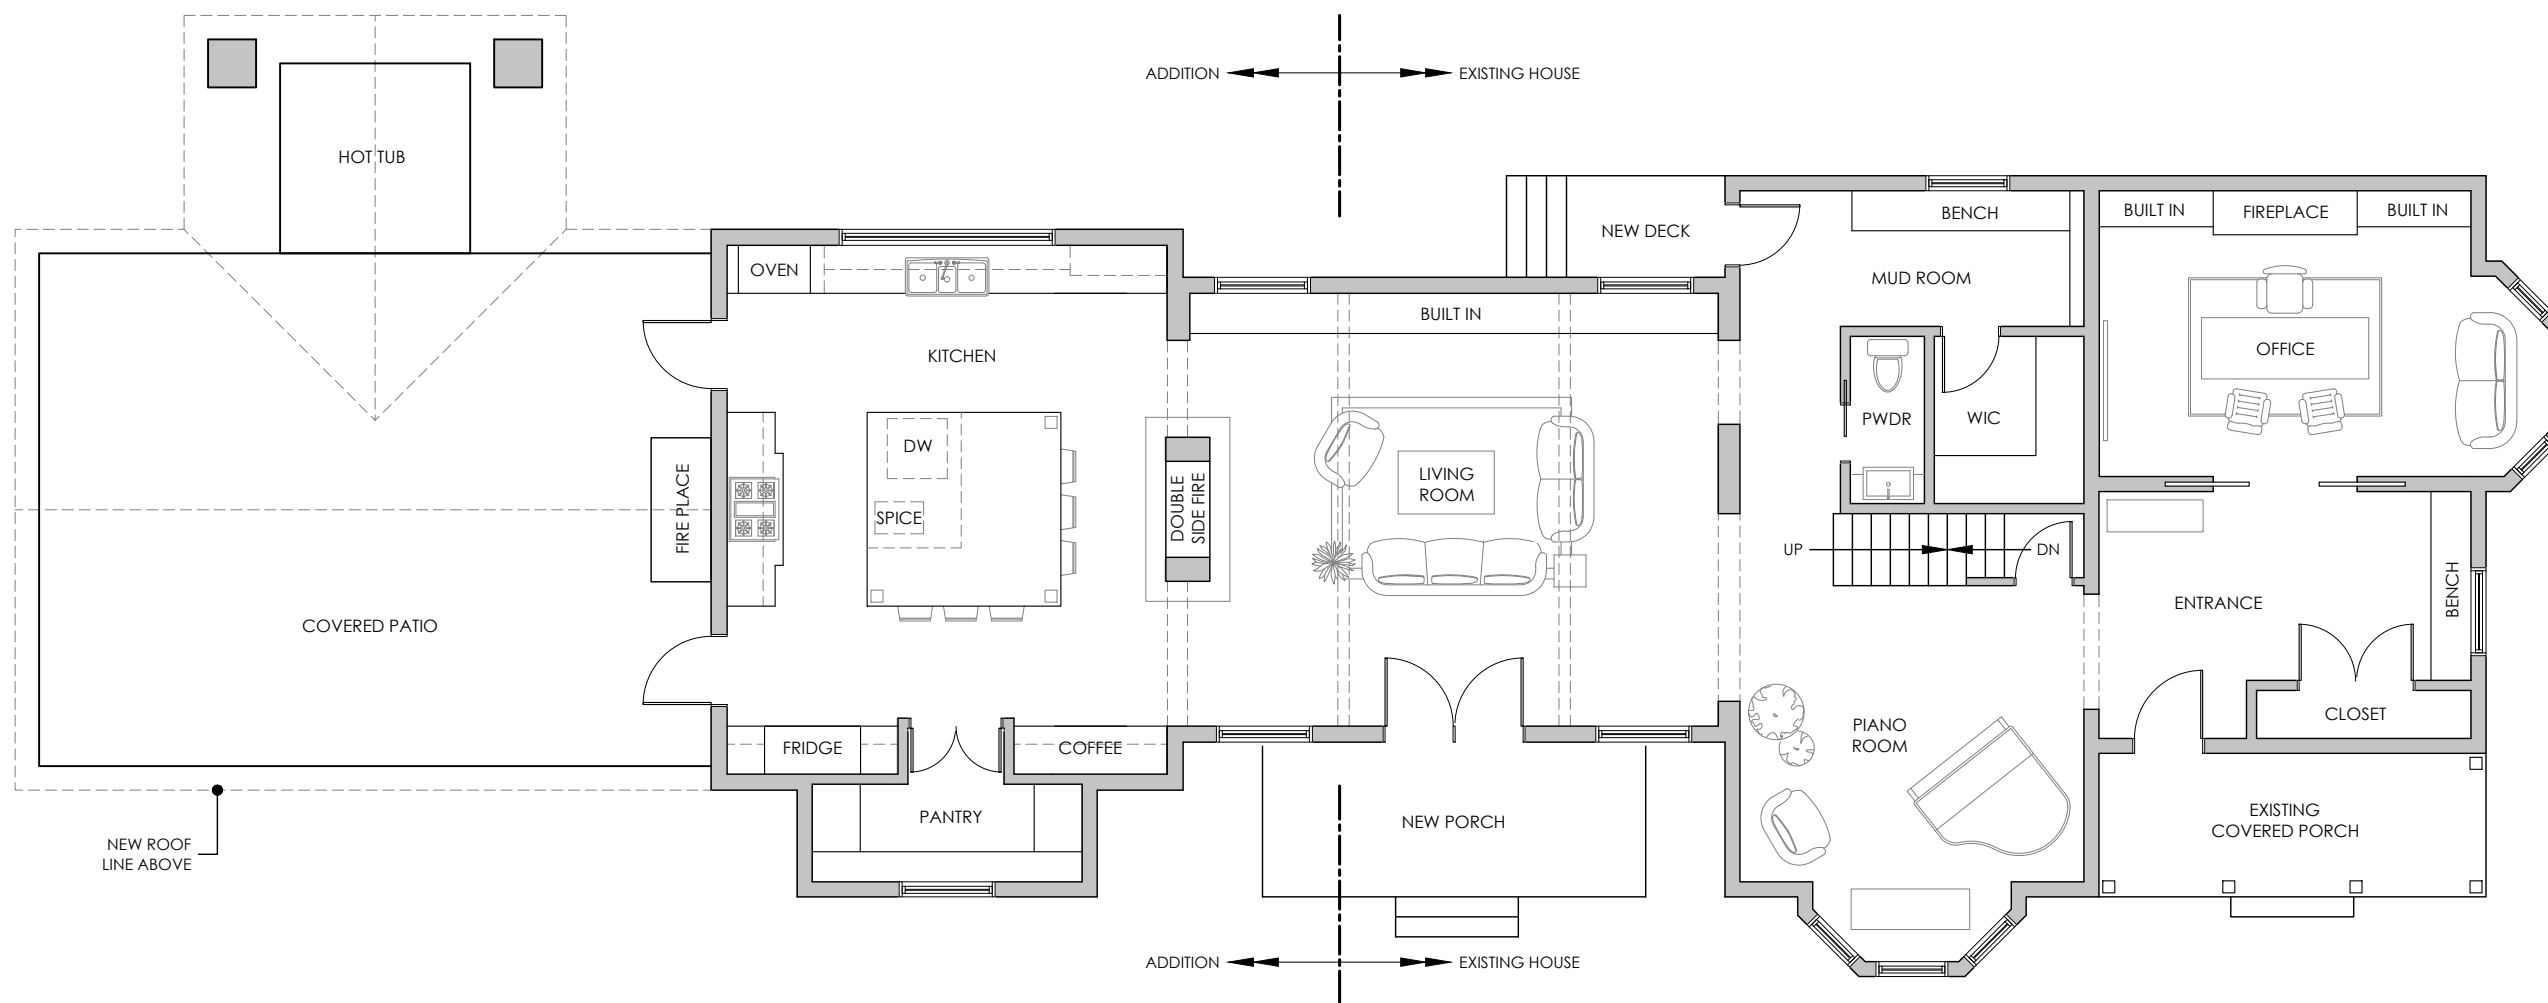 ADDITION
EXISTING HOUSE
HOT TUB
BENCH
BUILT IN
FIREPLACE
BUILT IN
NEW DECK
OVEN
MUD ROOM
BUILT IN
KITCHEN
OFFICE
DW
PWDR
WIC
LIVING
ROOM
FIRE PLACE
DOUBLE
SIDE FIRE
SPICE
UP
DN
BENCH
ENTRANCE
COVERED PATIO
CLOSET
PIANO
ROOM
FRIDGE
COFFEE
PANTRY
NEW PORCH
EXISTING
COVERED PORCH
NEW ROOF
LINE ABOVE
ADDITION
EXISTING HOUSE